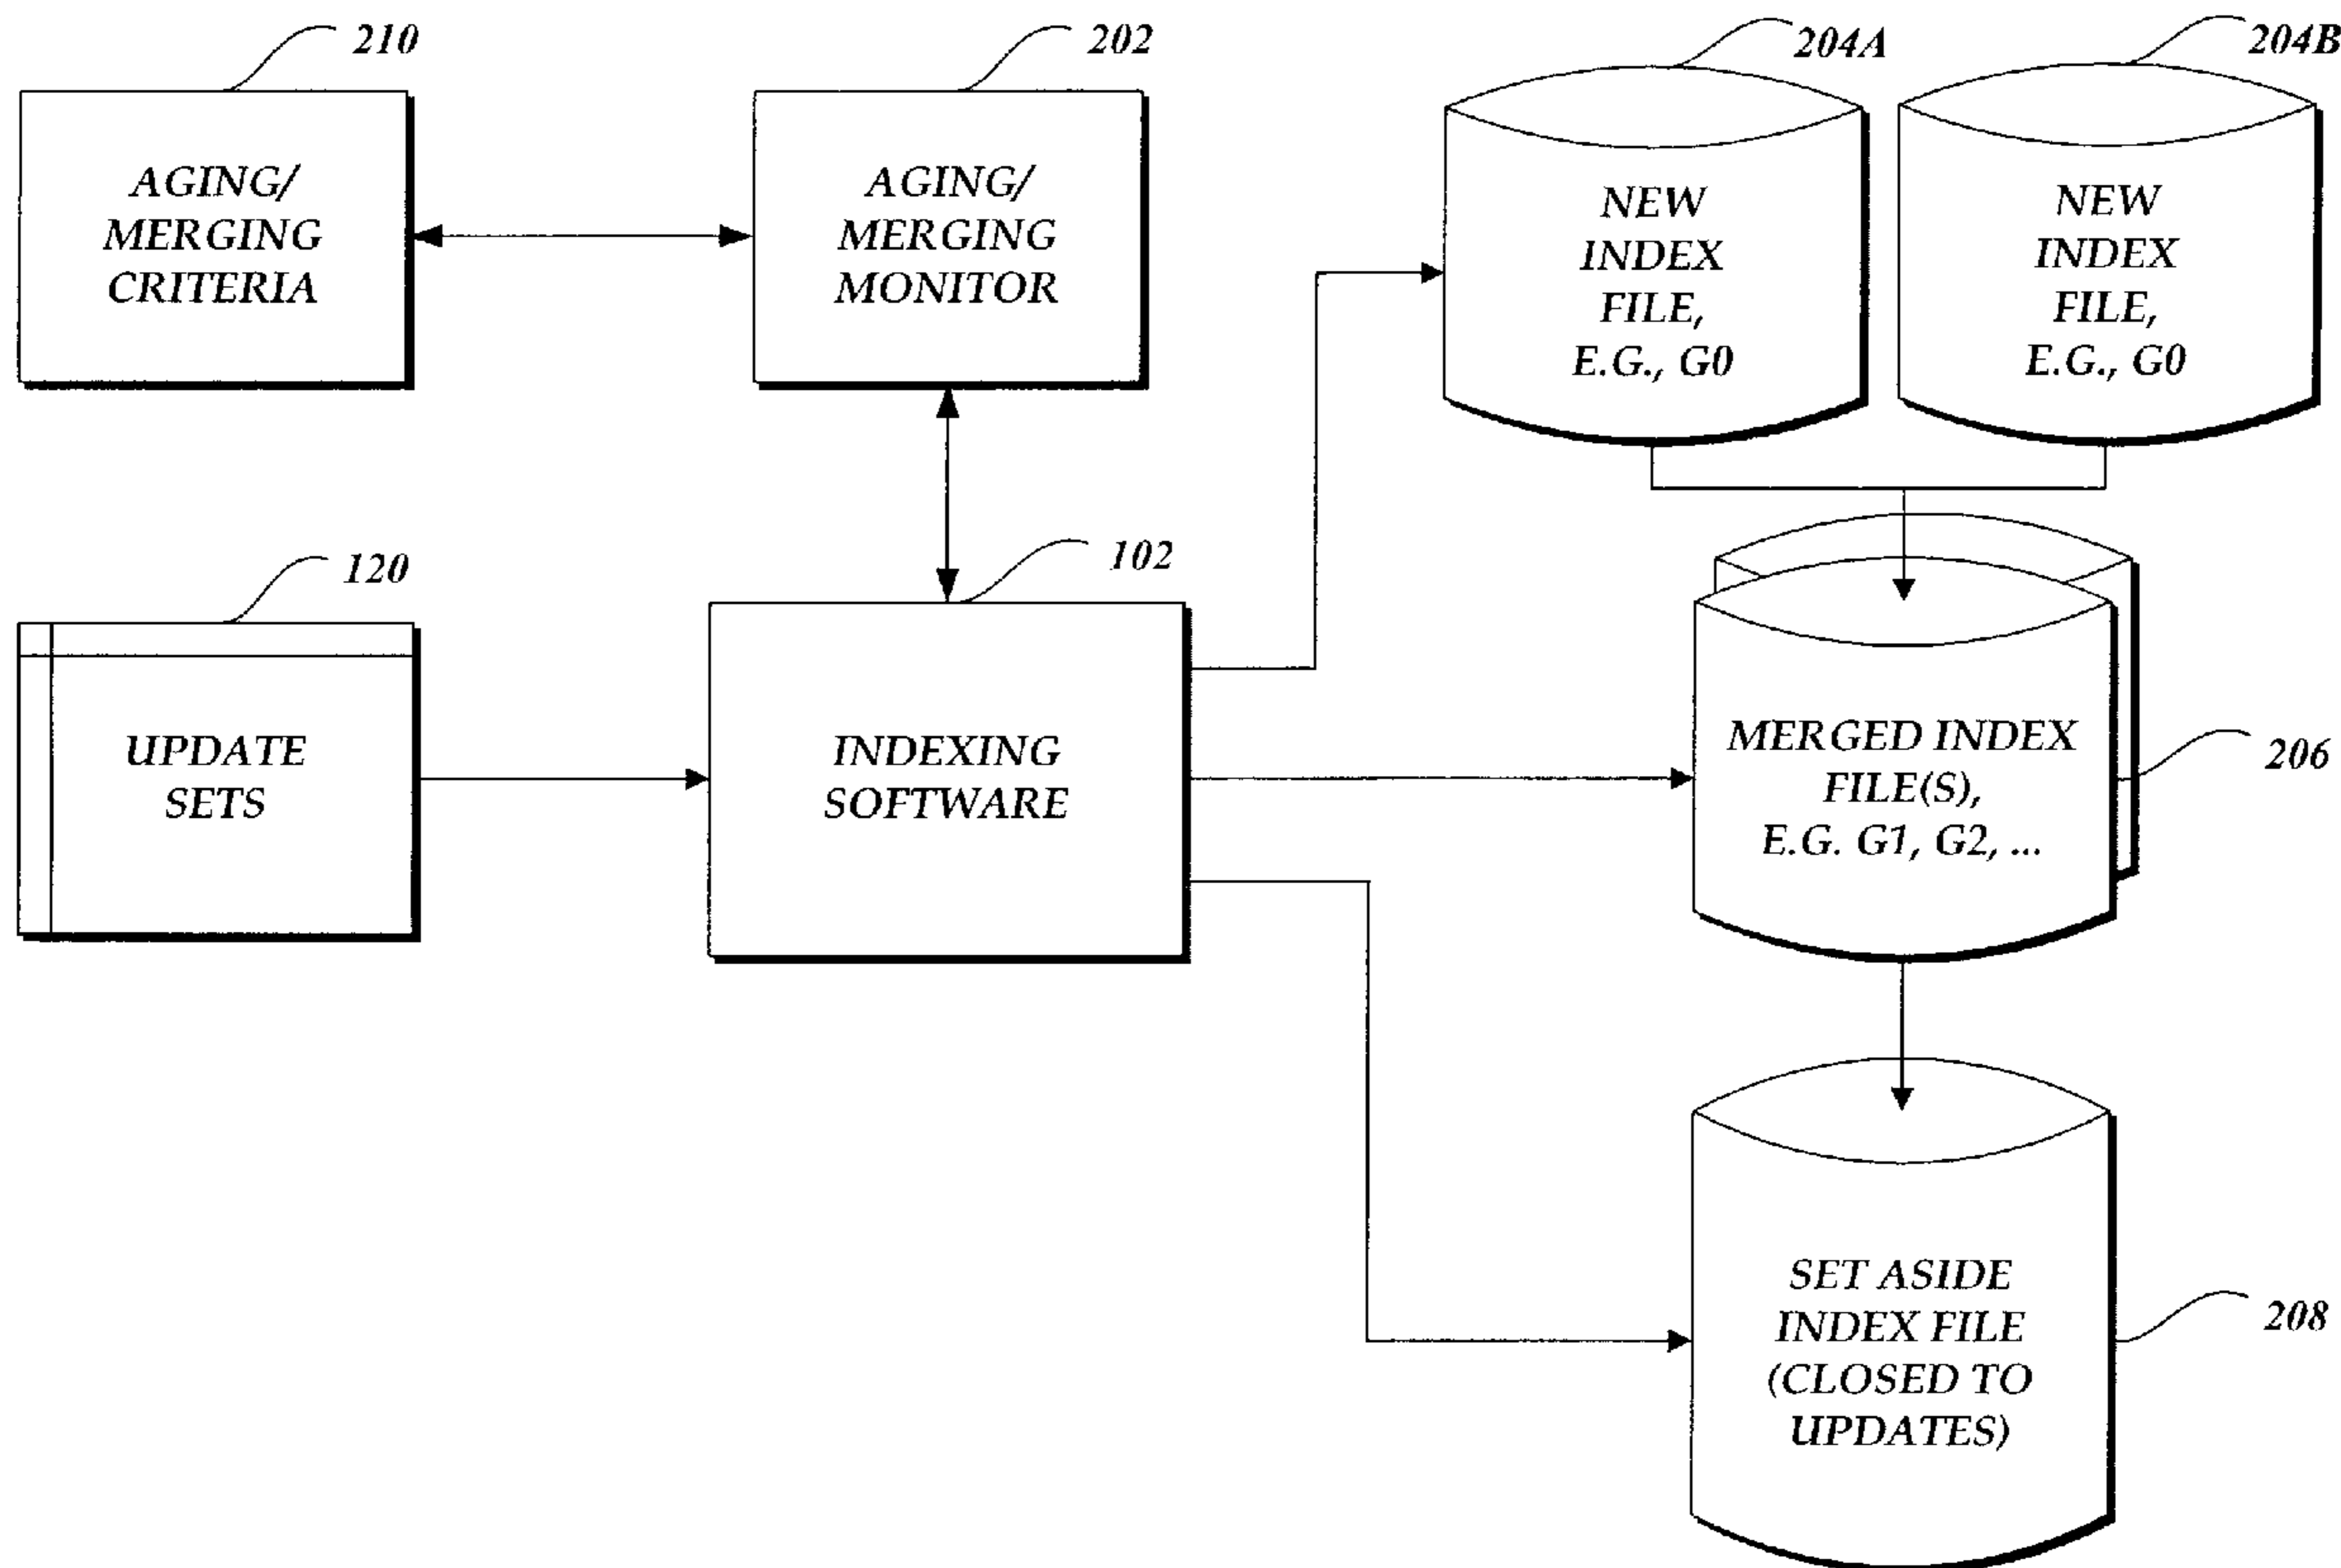 210
AGING/
MERGING
CRITERIA
202
AGING/
MERGING
MONITOR
204A
NEW
INDEX
FILE,
E.G., G0
204B
NEW
INDEX
FILE,
E.G., G0
120
UPDATE
SETS
102
INDEXING
SOFTWARE
MERGED INDEX
FILE(S),
E.G. G1, G2, ...
206
SET ASIDE
INDEX FILE
(CLOSED TO
UPDATES)
208